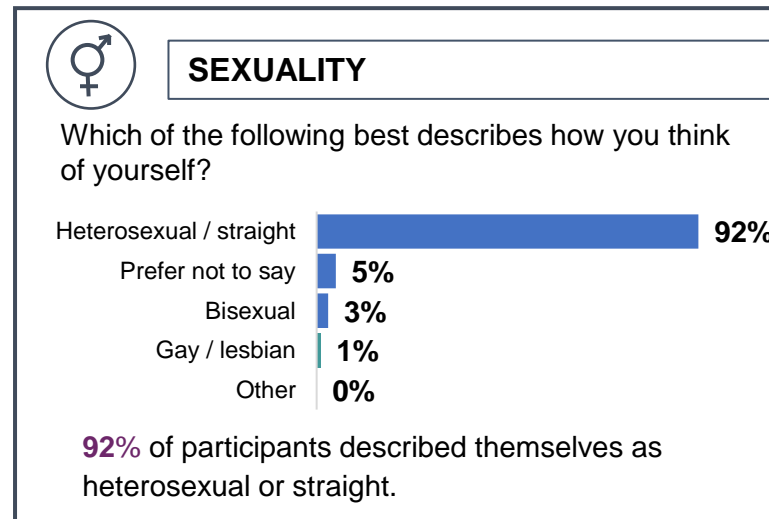 SEXUALITY
Which of the following best describes how you think
of yourself?
Heterosexual / straight 92%
Prefer not to say 5%
Bisexual 3%
Gay / lesbian 1%
Other 0%
92% of participants described themselves as
heterosexual or straight.